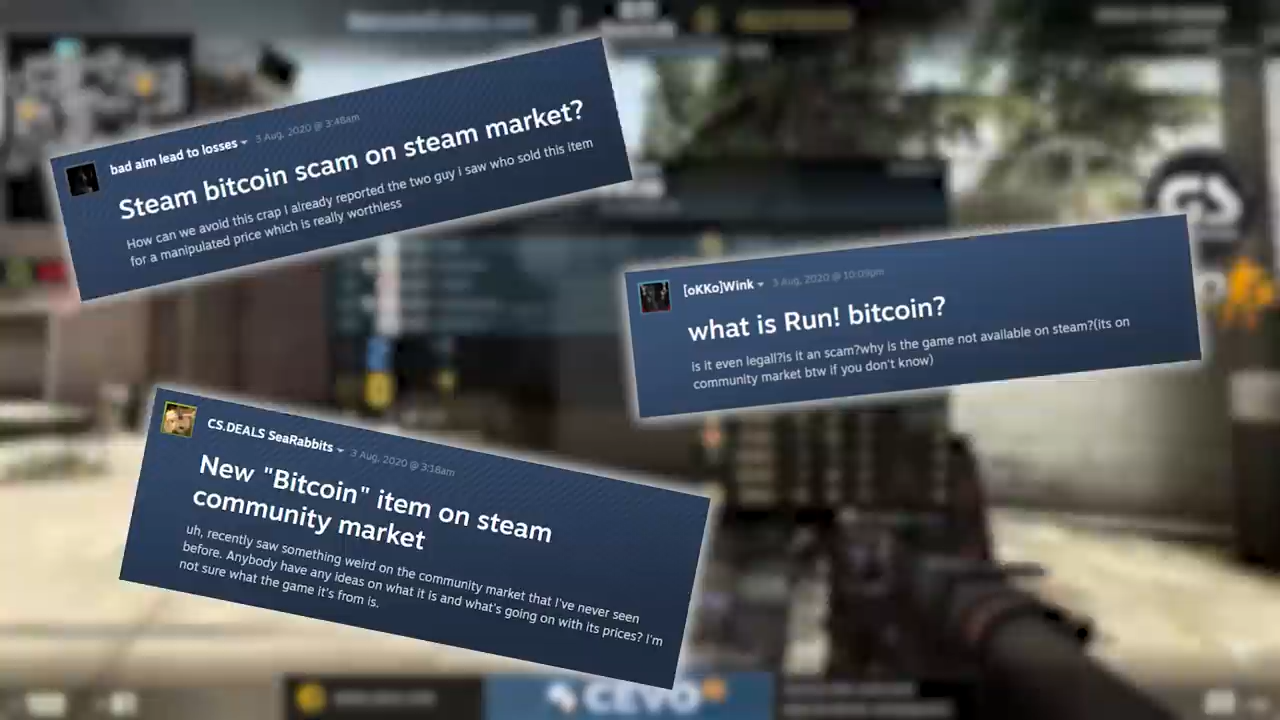 bad aim lead to losses 3 Aug, 2020 @ 3:48am
Steam bitcoin scam on steam market?
How can we avoid this crap I already reported the two guy i saw who sold this item
for a manipulated price which is really worthless
[oKKo]Wink 3 Aug, 2020 @ 10:09pm
what is Run! bitcoin?
is it even legall?is it an scam?why is the game not available on steam?(its on
community market btw if you don't know)
CS.DEALS SeaRabbits 3 Aug, 2020 @ 3:18am
New "Bitcoin" item on steam
community market
uh, recently saw something weird on the community market that I've never seen
before. Anybody have any ideas on what it is and what's going on with its prices? I'm
not sure what the game it's from is.
CEVO